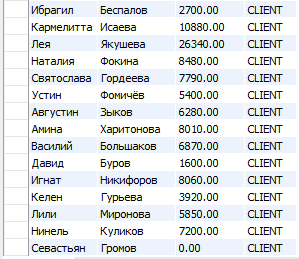 Ибрагил Беспалов 2700.00 CLIENT
Кармелитта Исаева 10880.00 CLIENT
Лея Якушева 26340.00 CLIENT
Наталия Фокина 8480.00 CLIENT
Святослава Гордеева 7790.00 CLIENT
Устин Фомичёв 5400.00 CLIENT
Августин Зыков 6280.00 CLIENT
Амина Харитонова 8010.00 CLIENT
Василий Большаков 6870.00 CLIENT
Давид Буров 1600.00 CLIENT
Игнат Никифоров 8060.00 CLIENT
Келен Гурьева 3920.00 CLIENT
Лили Миронова 5850.00 CLIENT
Нинель Куликов 7200.00 CLIENT
Севастьян Громов 0.00 CLIENT